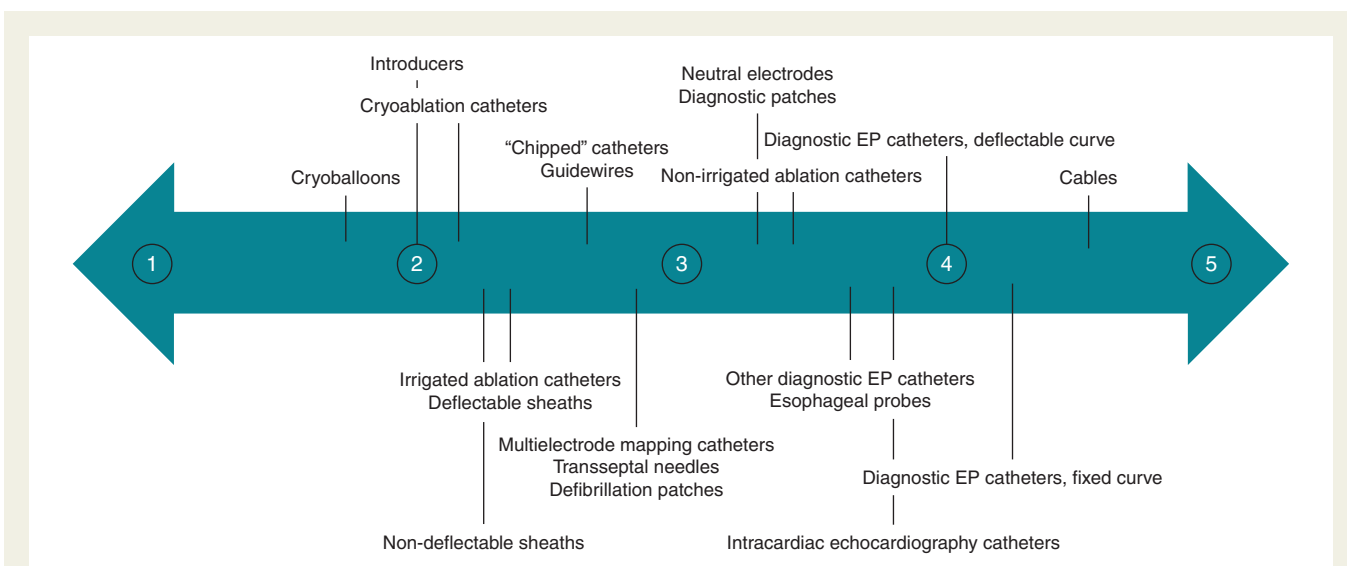 Introducers
Cryoablation catheters
Cryoballoons
“Chipped” catheters
Guidewires
Neutral electrodes
Diagnostic patches
Diagnostic EP catheters, deflectable curve
Non-irrigated ablation catheters
Cables
1
2
3
4
5
Irrigated ablation catheters
Deflectable sheaths
Multielectrode mapping catheters
Transseptal needles
Defibrillation patches
Non-deflectable sheaths
Other diagnostic EP catheters
Esophageal probes
Diagnostic EP catheters, fixed curve
Intracardiac echocardiography catheters